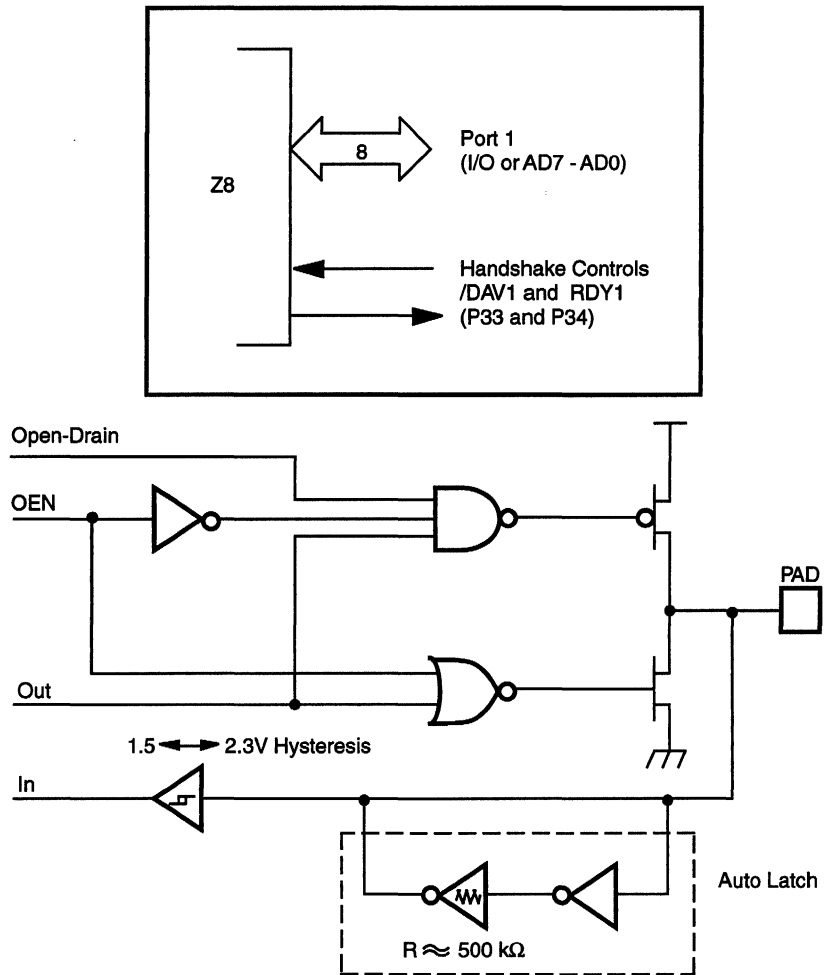 Z8
8
Port 1
(I/O or AD7 - AD0)
Handshake Controls
/DAV1 and RDY1
(P33 and P34)
Open-Drain
OEN
PAD
Out
1.5 2.3V Hysteresis
In
Auto Latch
R ≈ 500 kΩ